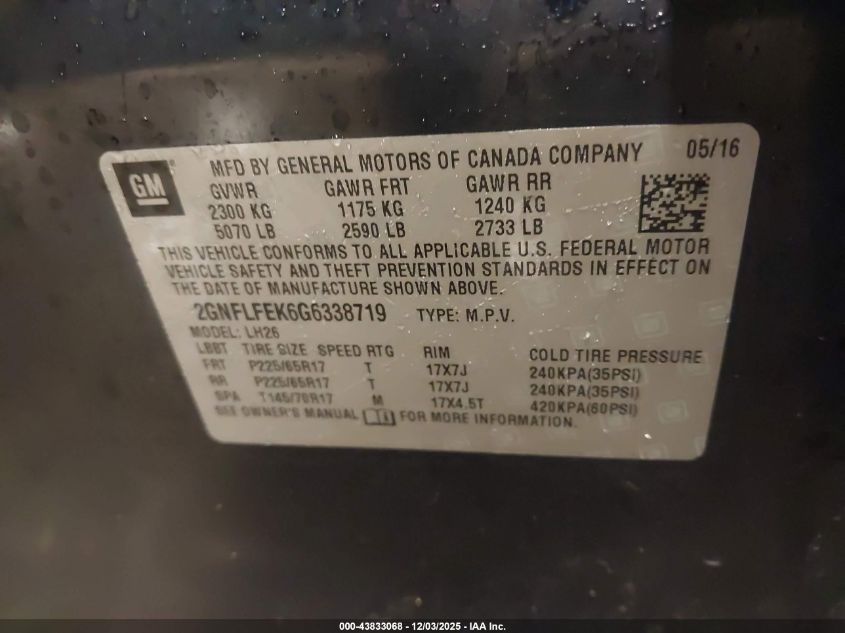 GM
MFD BY GENERAL MOTORS OF CANADA COMPANY 05/16
GVWR GAWR FRT GAWR RR
2300 KG 1175 KG 1240 KG
5070 LB 2590 LB 2733 LB
THIS VEHICLE CONFORMS TO ALL APPLICABLE U.S. FEDERAL MOTOR
VEHICLE SAFETY AND THEFT PREVENTION STANDARDS IN EFFECT ON
THE DATE OF MANUFACTURE SHOWN ABOVE.
2GNFLFEK6G6338719 TYPE: M.P.V.
MODEL: LH26
LBBT TIRE SIZE SPEED RTG RIM COLD TIRE PRESSURE
FRT P225/65R17 T 17X7J 240KPA(35PSI)
RR P225/65R17 T 17X7J 240KPA(35PSI)
SPA T145/70R17 M 17X4.5T 420KPA(60PSI)
SEE OWNER'S MANUAL FOR MORE INFORMATION.
000-43833068 - 12/03/2025 - IAA Inc.